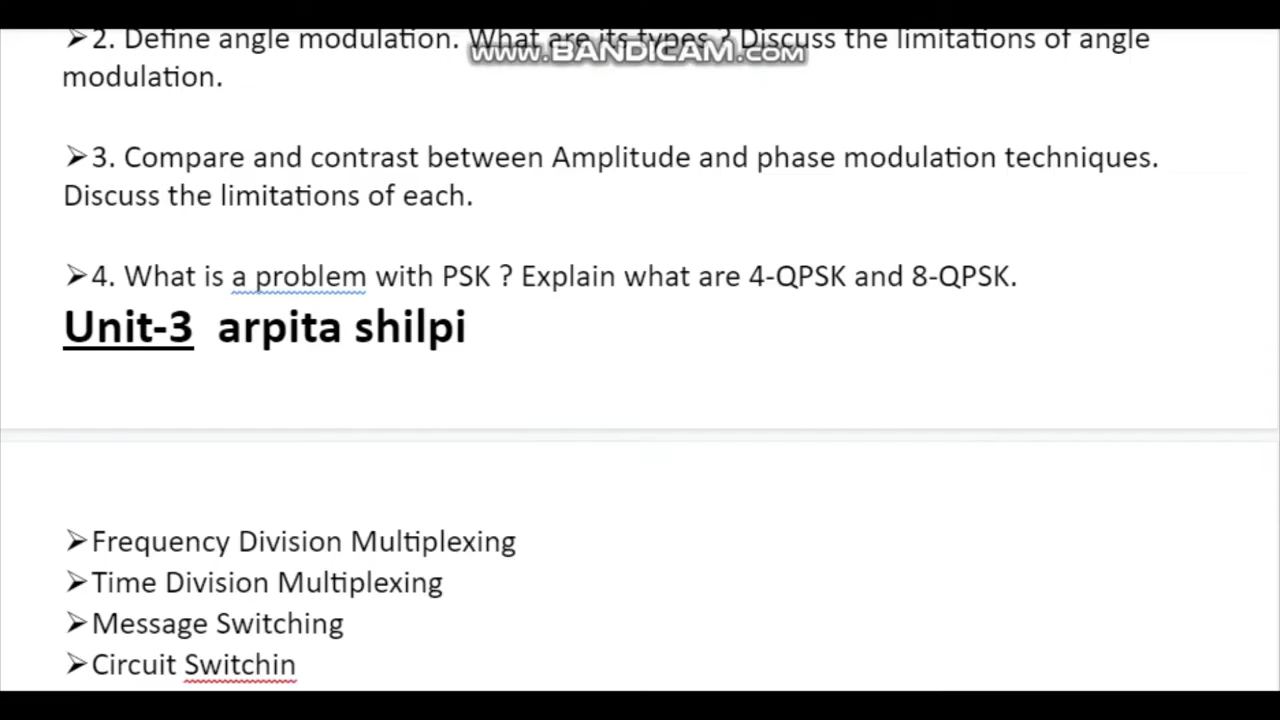 ➢2. Define angle modulation. What are its types ? Discuss the limitations of angle
www.BANDICAM.com
modulation.
➢3. Compare and contrast between Amplitude and phase modulation techniques.
Discuss the limitations of each.
➢4. What is a problem with PSK ? Explain what are 4-QPSK and 8-QPSK.
Unit-3 arpita shilpi
➢Frequency Division Multiplexing
➢Time Division Multiplexing
➢Message Switching
➢Circuit Switchin